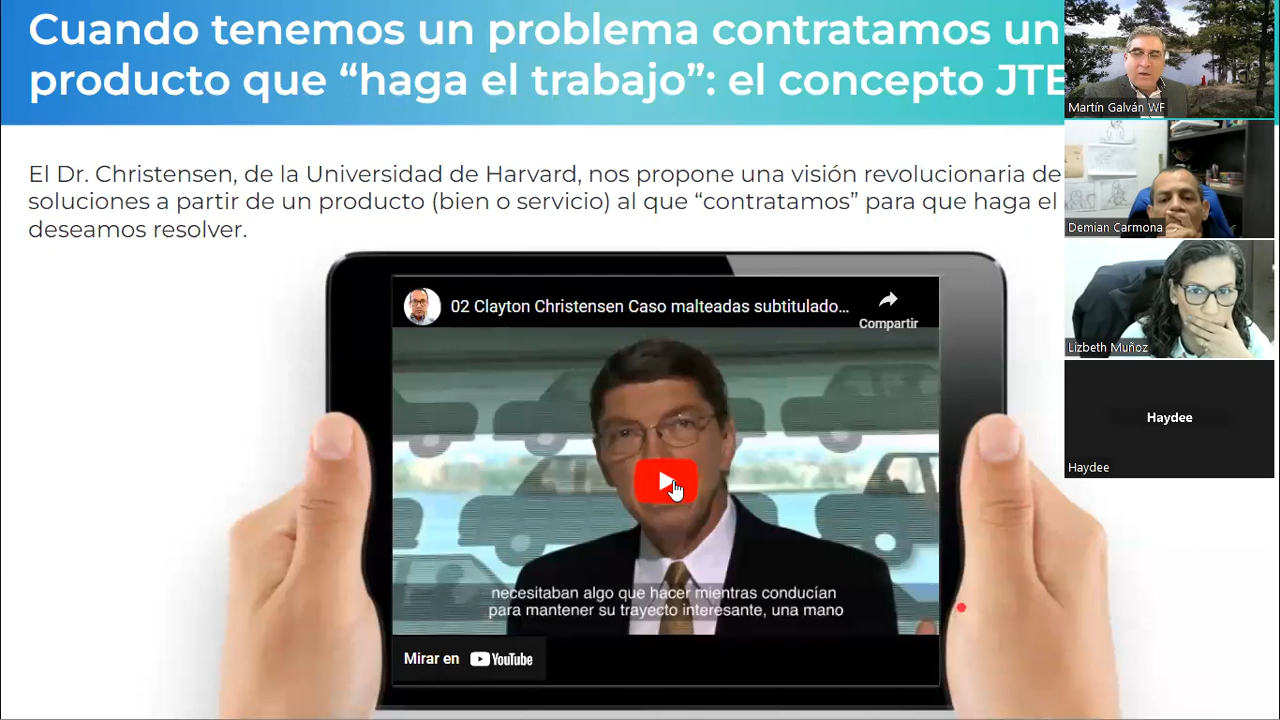 Cuando tenemos un problema contratamos un
producto que “haga el trabajo”: el concepto JTB
El Dr. Christensen, de la Universidad de Harvard, nos propone una visión revolucionaria de
soluciones a partir de un producto (bien o servicio) al que “contratamos” para que haga el
deseamos resolver.
02 Clayton Christensen Caso malteadas subtitulado...
Compartir
necesitaban algo que hacer mientras conducían
para mantener su trayecto interesante, una mano
Mirar en YouTube
Martín Galván WF
Demian Carmona
Lizbeth Muñoz
Haydee
Haydee